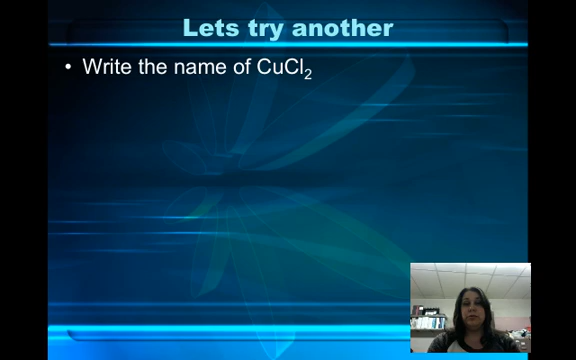 Lets try another
• Write the name of CuCl₂